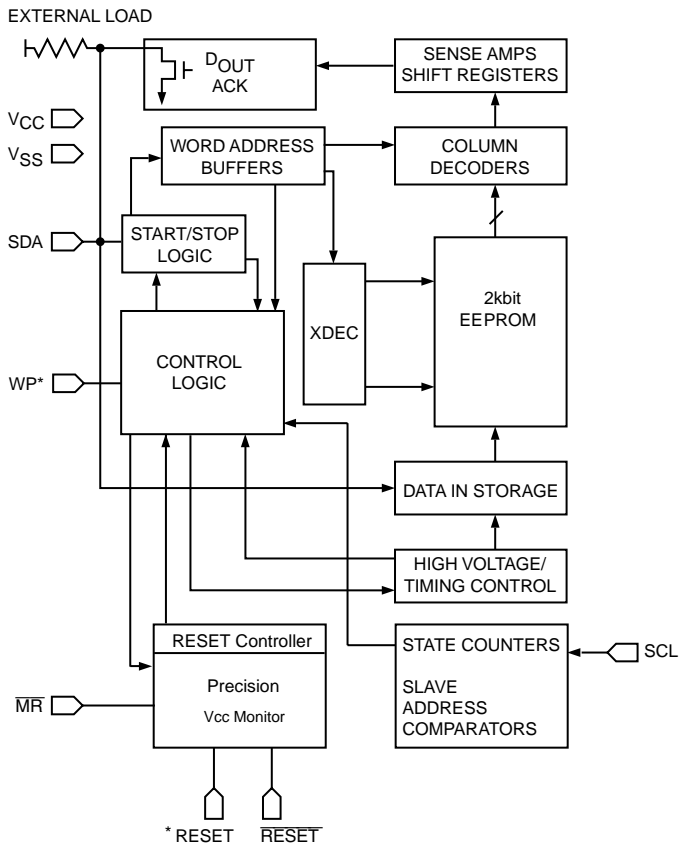 EXTERNAL LOAD
DOUT
ACK
SENSE AMPS
SHIFT REGISTERS
VCC
VSS
WORD ADDRESS
BUFFERS
COLUMN
DECODERS
SDA
START/STOP
LOGIC
XDEC
2kbit
EEPROM
WP*
CONTROL
LOGIC
DATA IN STORAGE
HIGH VOLTAGE/
TIMING CONTROL
RESET Controller
Precision
Vcc Monitor
MR
STATE COUNTERS
SLAVE
ADDRESS
COMPARATORS
SCL
* RESET
RESET